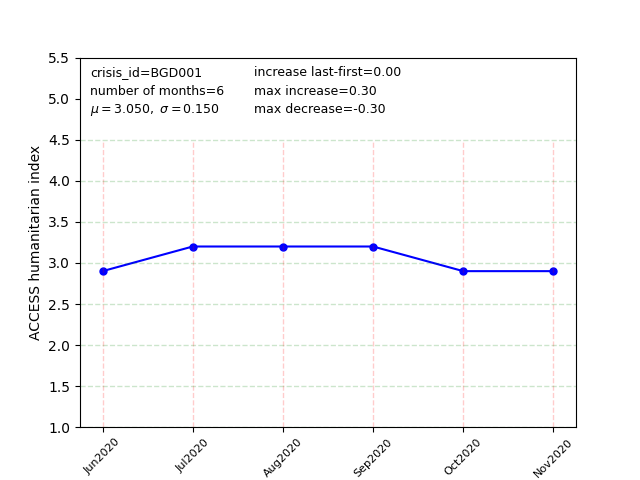 crisis_id=BGD001
number of months=6
μ = 3.050, σ = 0.150
increase last-first=0.00
max increase=0.30
max decrease=-0.30
ACCESS humanitarian index
5.5
5.0
4.5
4.0
3.5
3.0
2.5
2.0
1.5
1.0
Jun2020
Jul2020
Aug2020
Sep2020
Oct2020
Nov2020